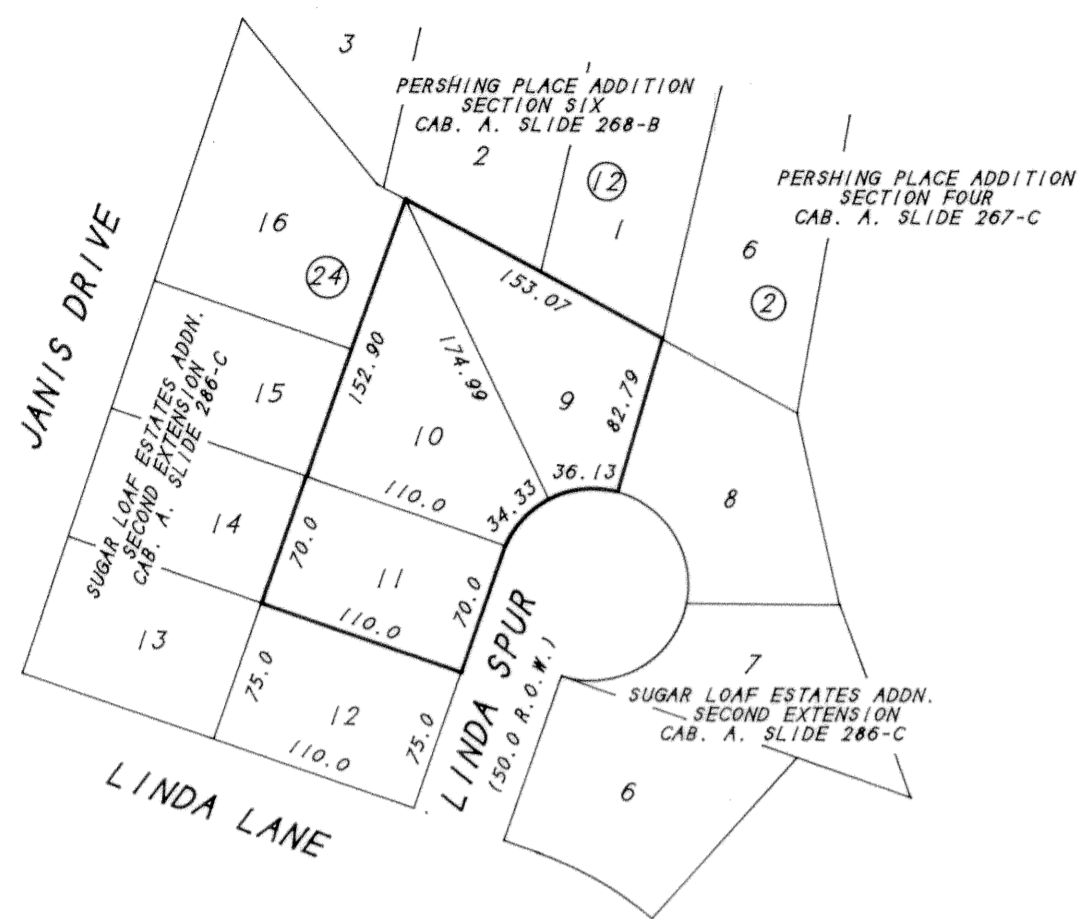 3
PERSHING PLACE ADDITION
SECTION SIX
CAB. A. SLIDE 268-B
2
12
1
PERSHING PLACE ADDITION
SECTION FOUR
CAB. A. SLIDE 267-C
6
2
16
24
153.07
JANIS DRIVE
152.90
174.99
9
82.79
15
SUGAR LOAF ESTATES ADDN.
SECOND EXTENSION
CAB. A. SLIDE 286-C
10
110.0
34.33
36.13
8
14
70.0
11
70.0
110.0
13
75.0
12
110.0
75.0
LINDA SPUR
(50.0 R.O.W.)
7
SUGAR LOAF ESTATES ADDN.
SECOND EXTENSION
CAB. A. SLIDE 286-C
6
LINDA LANE